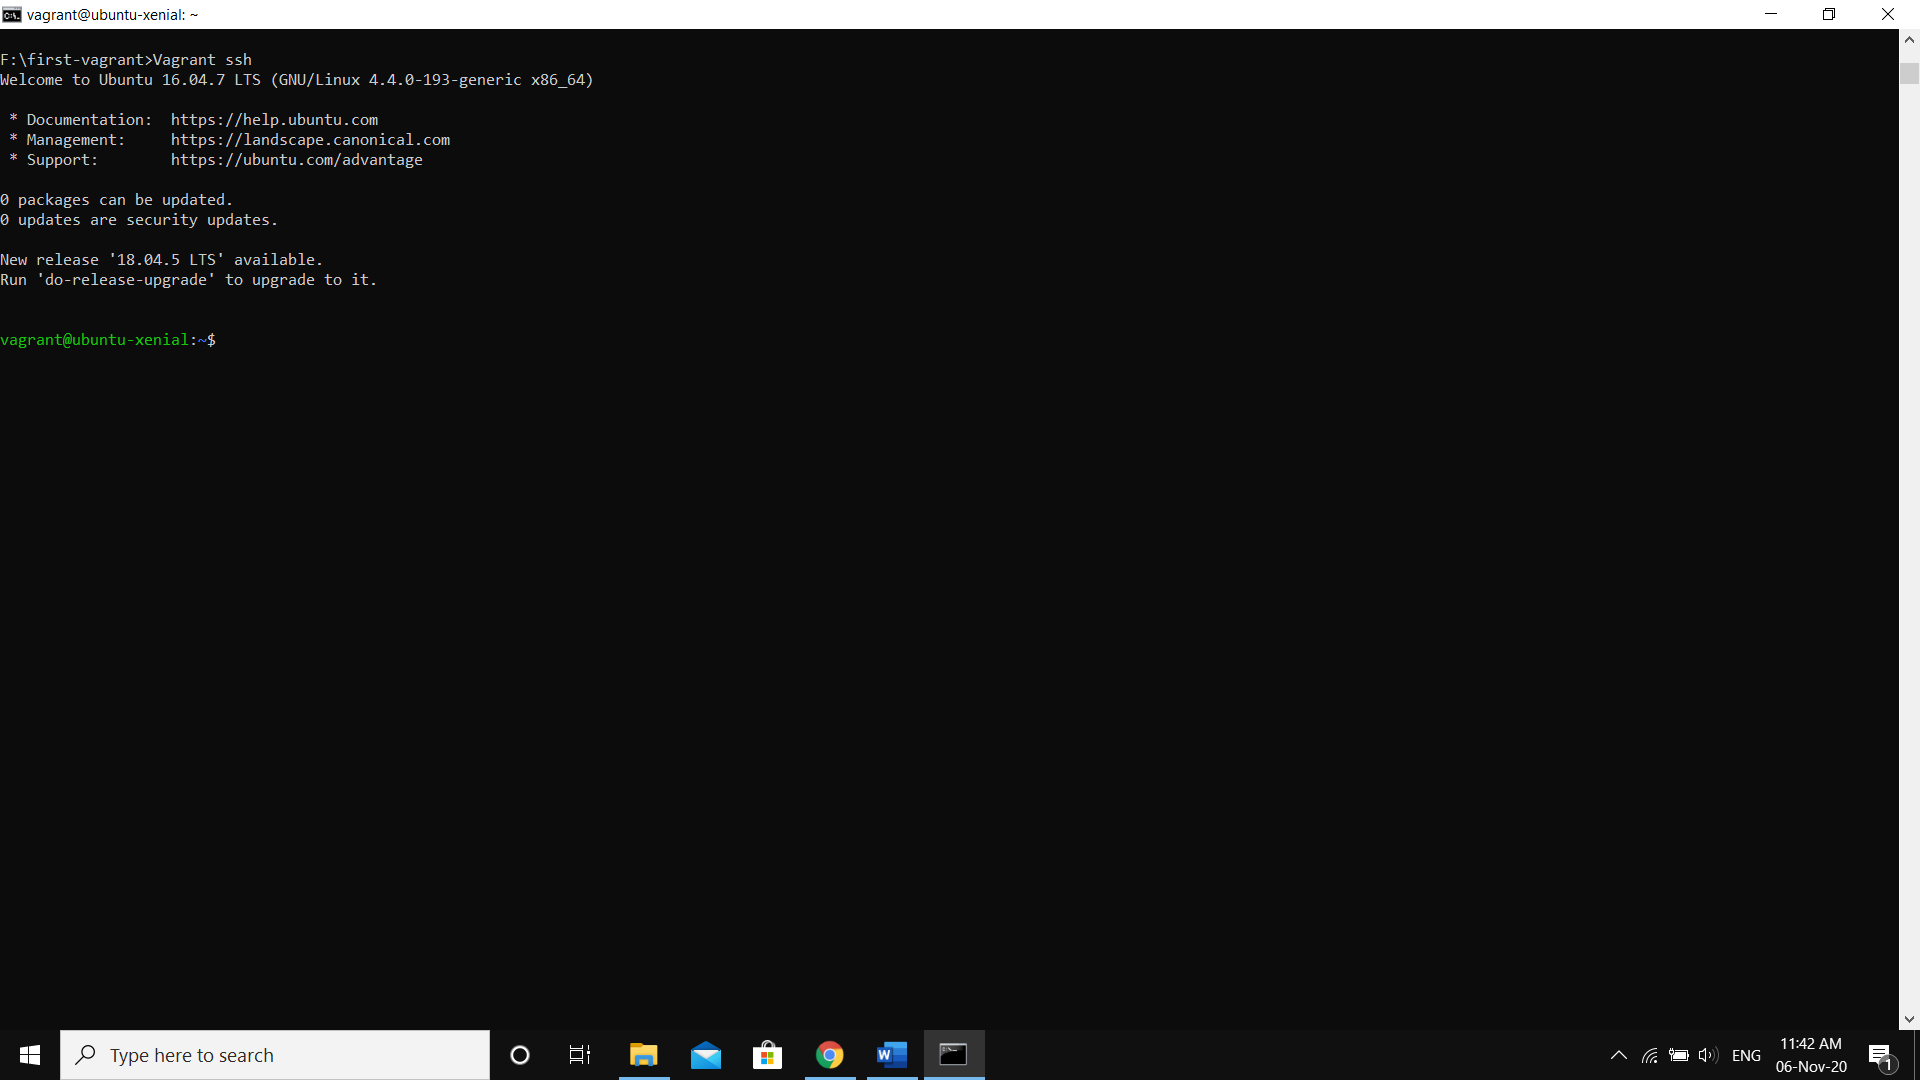 vagrant@ubuntu-xenial: ~
F:\first-vagrant>Vagrant ssh
Welcome to Ubuntu 16.04.7 LTS (GNU/Linux 4.4.0-193-generic x86_64)
* Documentation:  https://help.ubuntu.com
* Management:     https://landscape.canonical.com
* Support:        https://ubuntu.com/advantage
0 packages can be updated.
0 updates are security updates.
New release '18.04.5 LTS' available.
Run 'do-release-upgrade' to upgrade to it.
vagrant@ubuntu-xenial:~$
Type here to search
ENG
11:42 AM
06-Nov-20
1